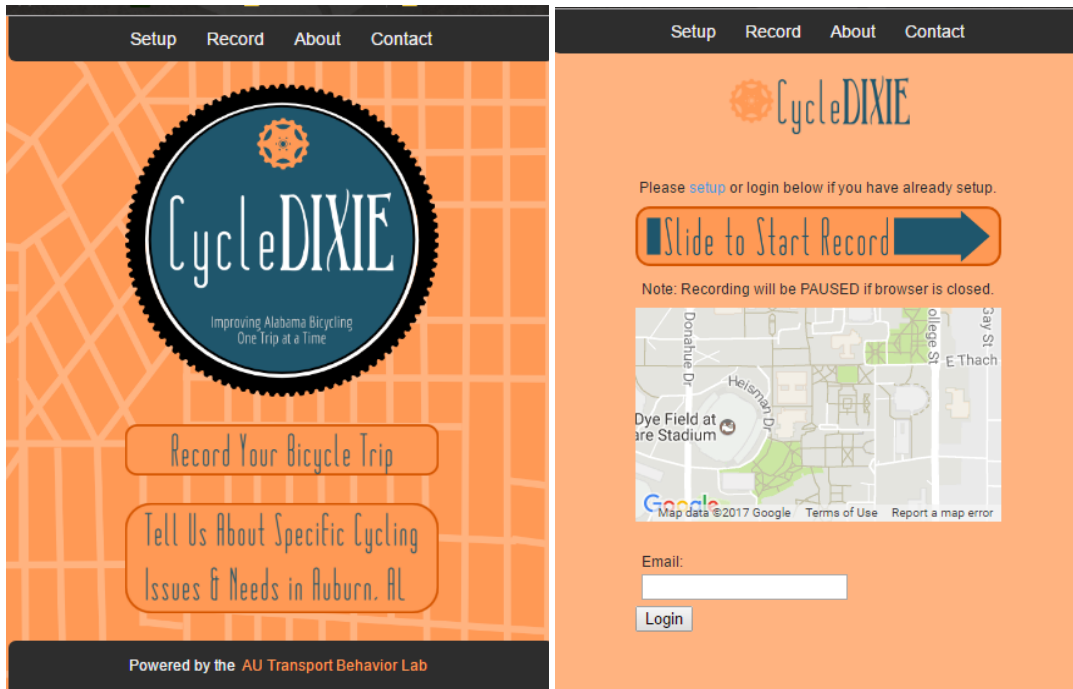 Setup Record About Contact
CycleDIXIE
Improving Alabama Bicycling
One Trip at a Time
Record Your Bicycle Trip
Tell Us About Specific Cycling
Issues & Needs in Auburn, AL
Powered by the AU Transport Behavior Lab
Setup Record About Contact
CycleDIXIE
Please setup or login below if you have already setup.
Slide to Start Record
Note: Recording will be PAUSED if browser is closed.
Donahue Dr
ollege St
Gay St
E Thach
Heisman Dr
Dye Field at
are Stadium
Google
Map data ©2017 Google Terms of Use Report a map error
Email:
Login